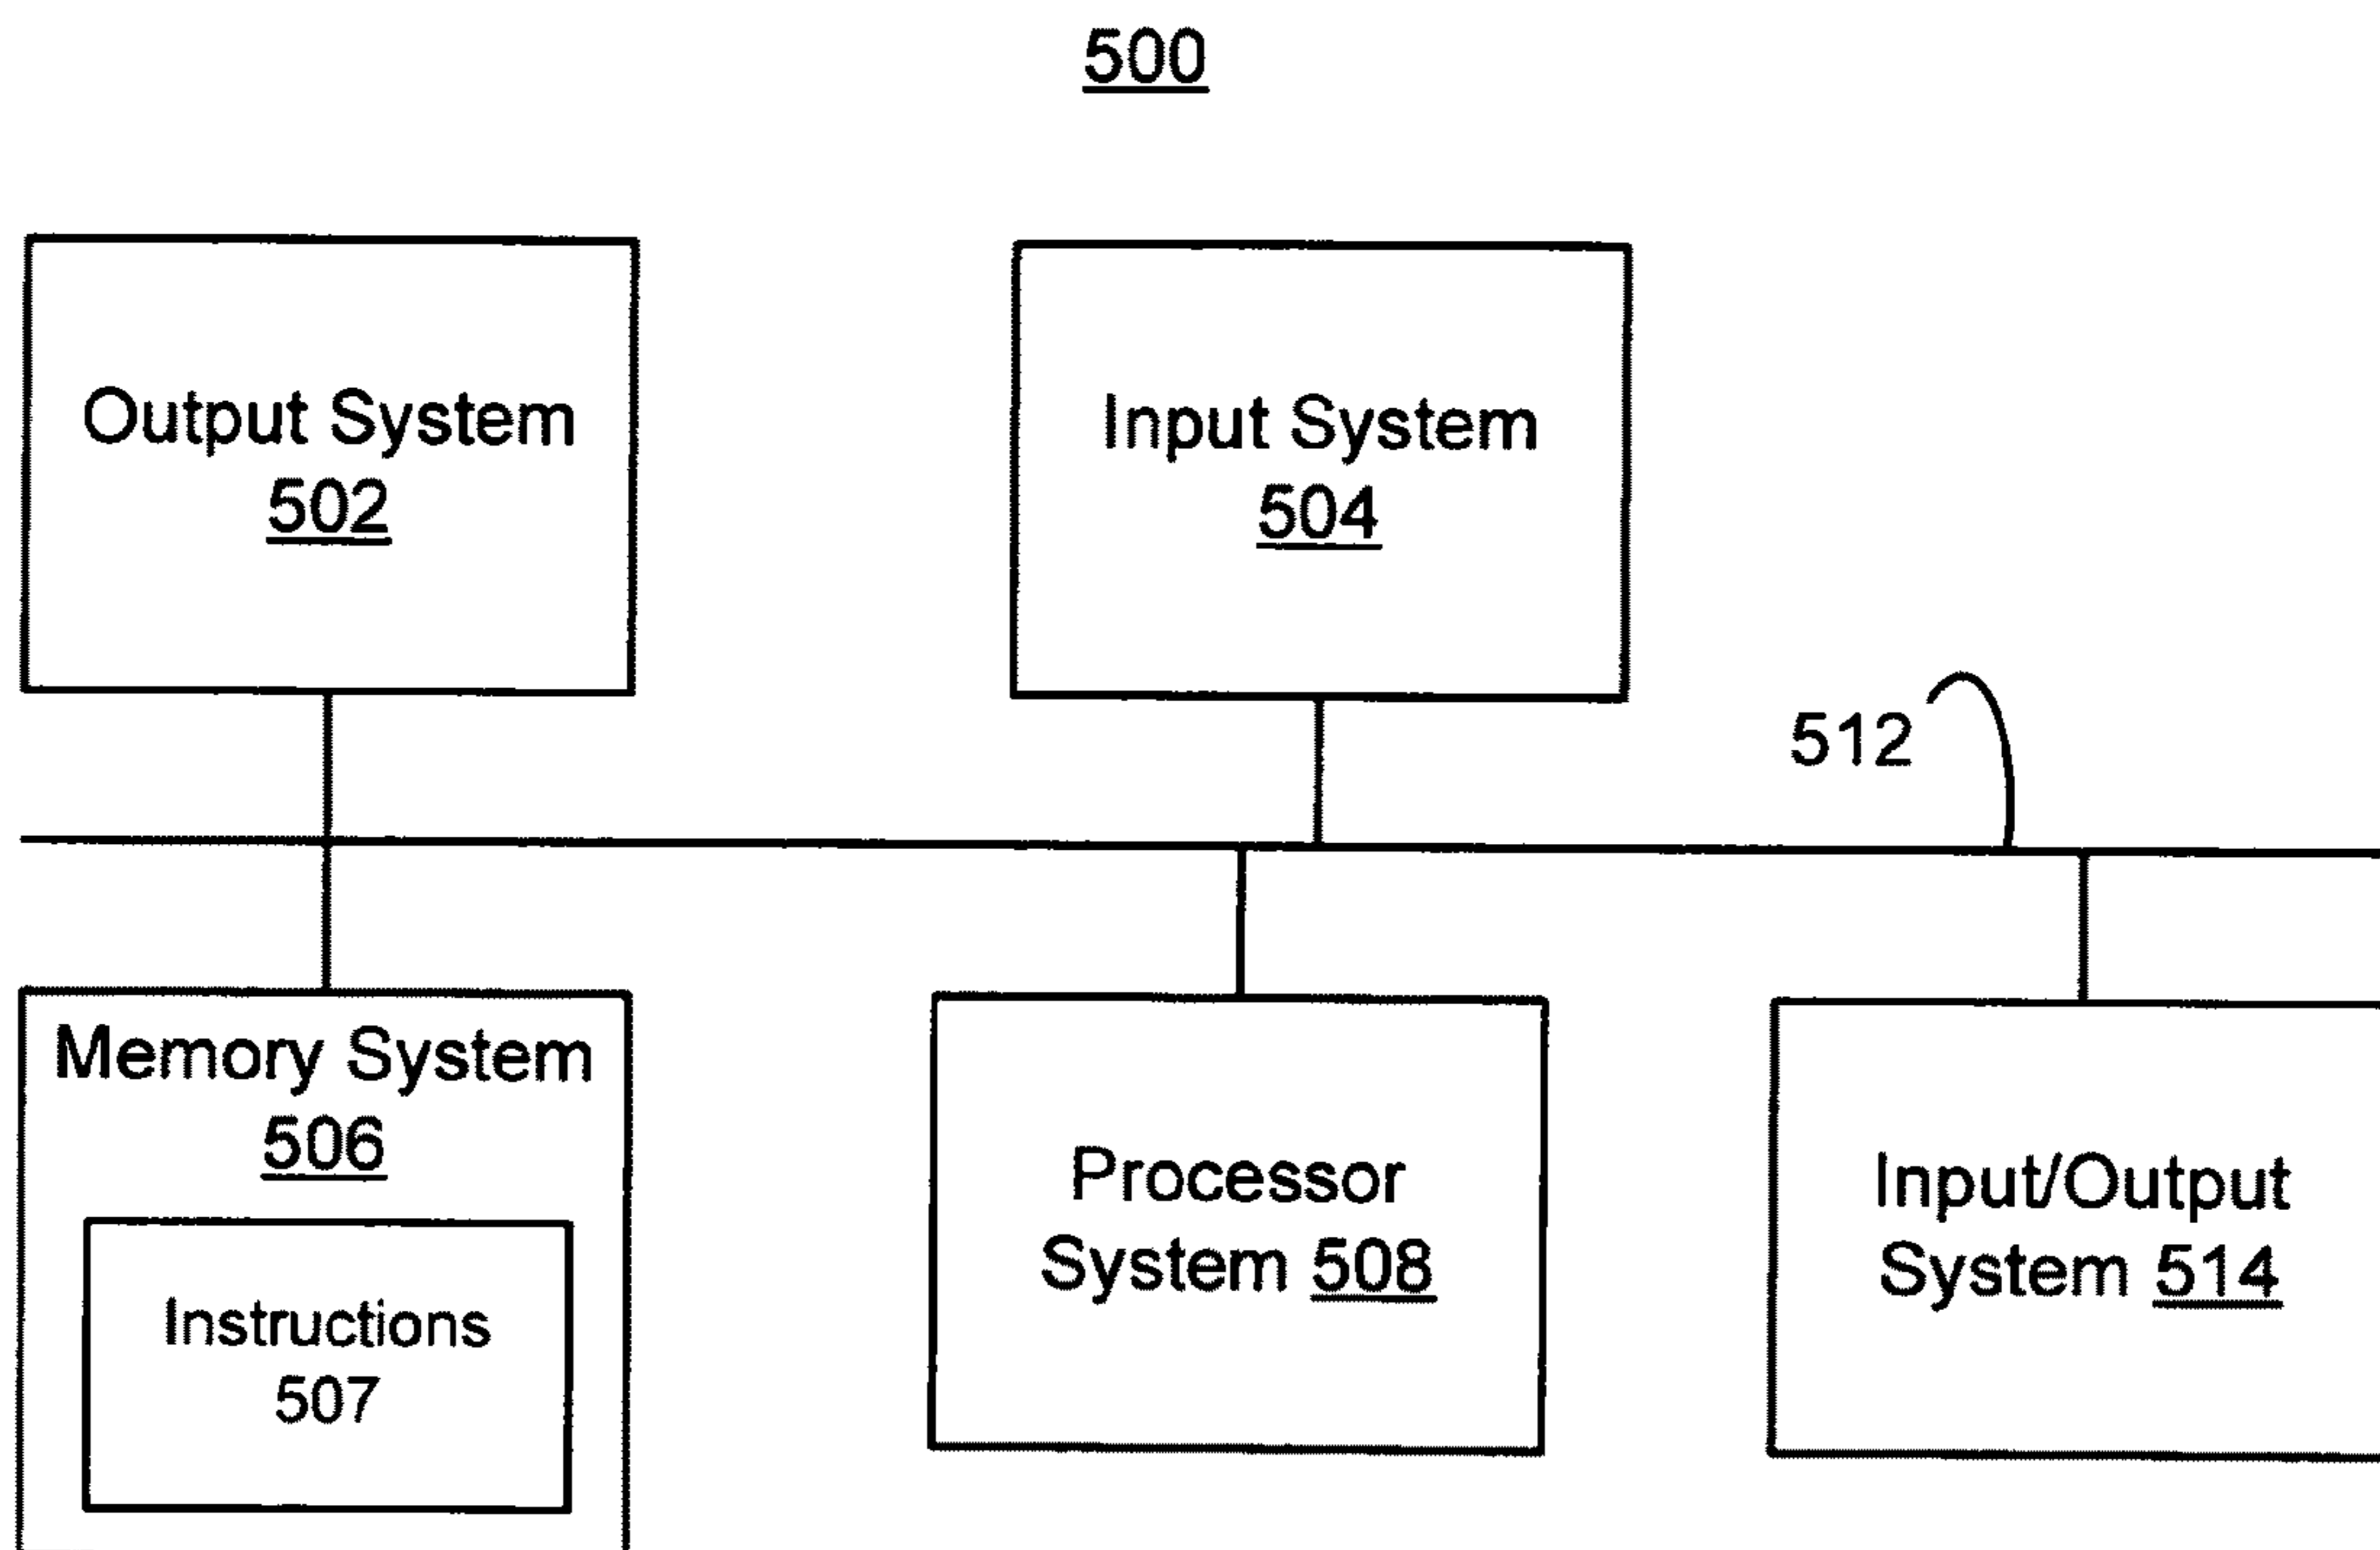 500
Output System
502
Input System
504
512
Memory System
506
Instructions
507
Processor
System 508
Input/Output
System 514